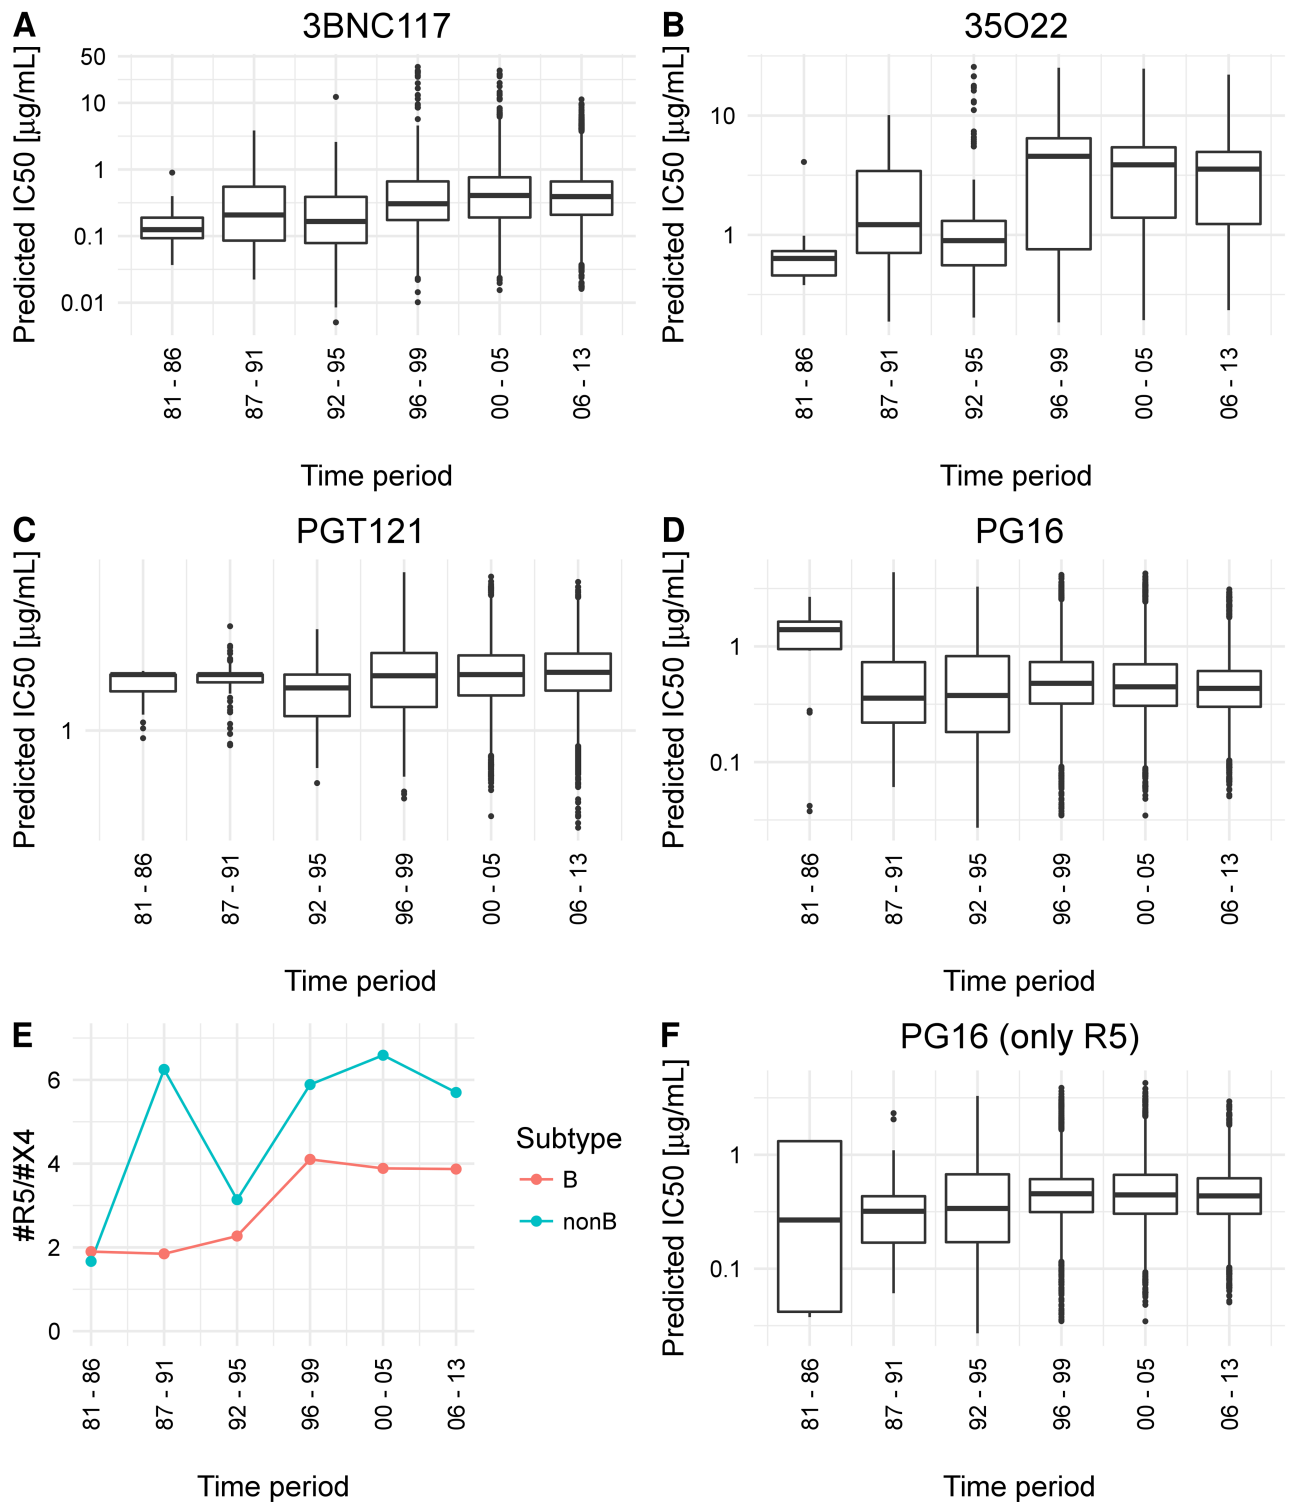 A
3BNC117
Predicted IC50 [µg/mL]
50
10
1
0.1
0.01
81 - 86
87 - 91
92 - 95
96 - 99
00 - 05
06 - 13
Time period
B
35O22
Predicted IC50 [µg/mL]
10
1
81 - 86
87 - 91
92 - 95
96 - 99
00 - 05
06 - 13
Time period
C
PGT121
Predicted IC50 [µg/mL]
1
81 - 86
87 - 91
92 - 95
96 - 99
00 - 05
06 - 13
Time period
D
PG16
Predicted IC50 [µg/mL]
1
0.1
81 - 86
87 - 91
92 - 95
96 - 99
00 - 05
06 - 13
Time period
E
#R5/#X4
6
4
2
0
81 - 86
87 - 91
92 - 95
96 - 99
00 - 05
06 - 13
Time period
Subtype
B
nonB
F
PG16 (only R5)
Predicted IC50 [µg/mL]
1
0.1
81 - 86
87 - 91
92 - 95
96 - 99
00 - 05
06 - 13
Time period